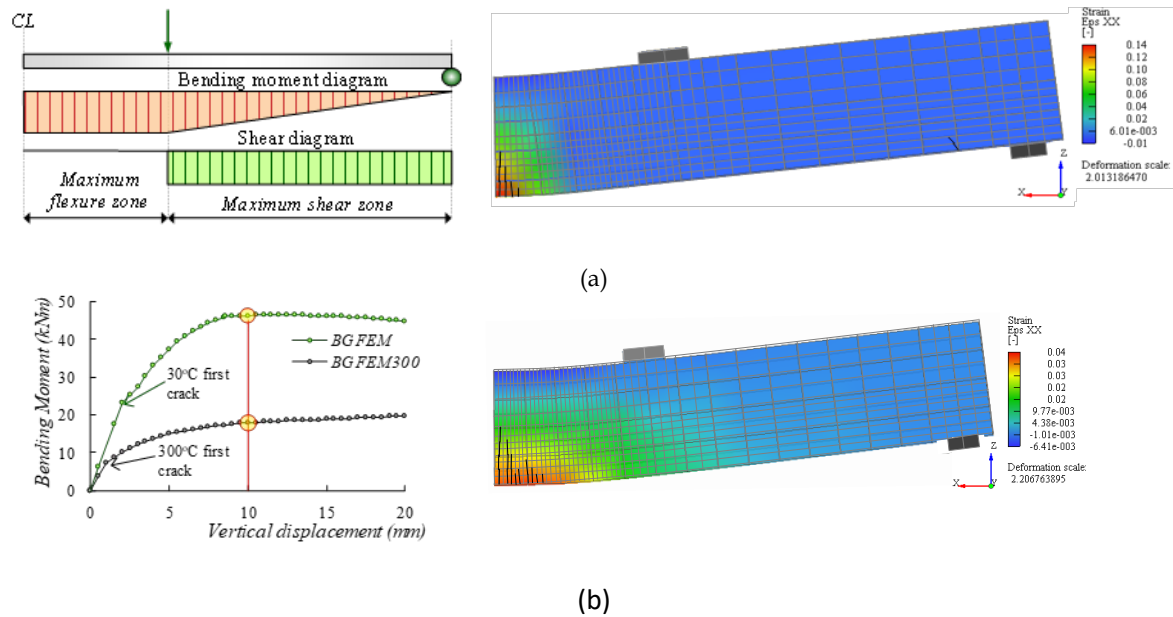 CL
Bending moment diagram
Shear diagram
Maximum
flexure zone
Maximum shear zone
Strain
Eps XX
[-]
0.14
0.12
0.10
0.08
0.06
0.04
0.02
6.01e-003
-0.01
Deformation scale:
2.013186470
Z
X
Y
(a)
Bending Moment (kNm)
50
40
30
20
10
0
BGFEM
BGFEM300
30°C first
crack
300°C first
crack
0
5
10
15
20
Vertical displacement (mm)
Strain
Eps XX
[-]
0.04
0.04
0.03
0.02
0.02
9.77e-003
4.38e-003
-1.01e-003
-6.41e-003
Deformation scale:
2.206763895
Z
X
Y
(b)